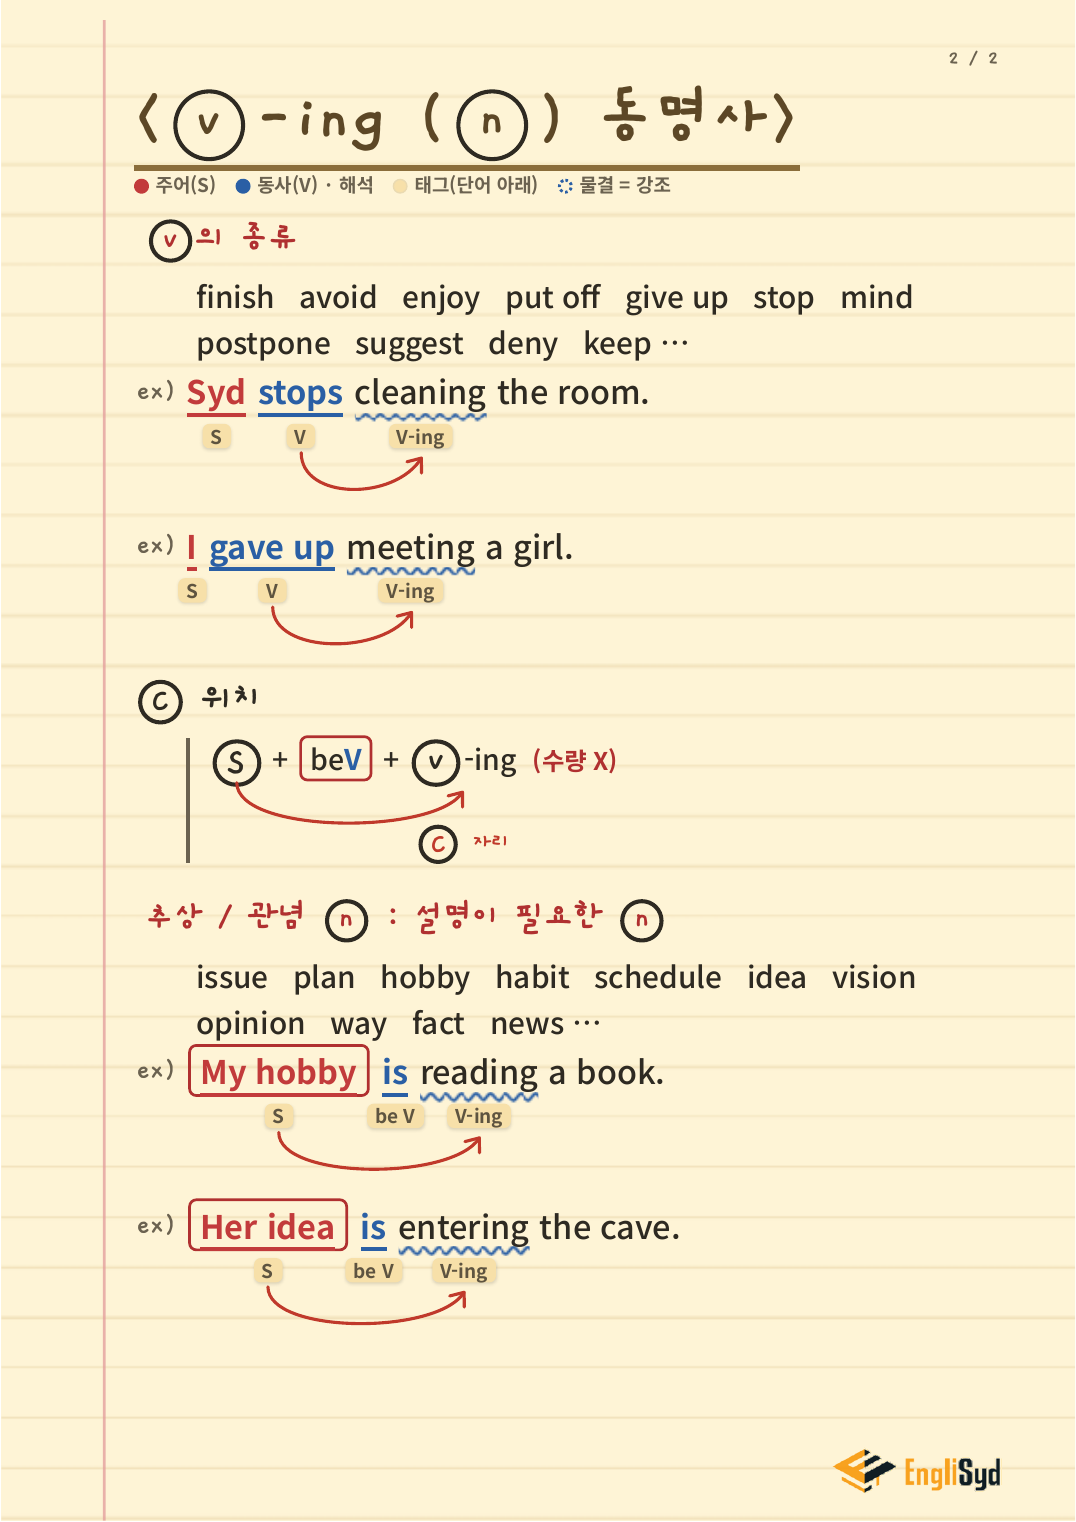 2 / 2
< ⓥ -ing ( ⓝ ) 동명사>
주어(S) 동사(V) · 해석 태그(단어 아래) 물결 = 강조
ⓥ의 종류
finish avoid enjoy put off give up stop mind
postpone suggest deny keep ···
ex) Syd stops cleaning the room.
S V V-ing
ex) I gave up meeting a girl.
S V V-ing
Ⓒ 위치
Ⓢ + beV + ⓥ-ing (수량 X)
Ⓒ 자리
추상 / 관념 ⓝ : 설명이 필요한 ⓝ
issue plan hobby habit schedule idea vision
opinion way fact news ···
ex) My hobby is reading a book.
S be V V-ing
ex) Her idea is entering the cave.
S be V V-ing
EngliSyd